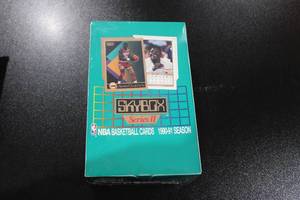 SKYBOX
Series II
NBA BASKETBALL CARDS 1990-91 SEASON